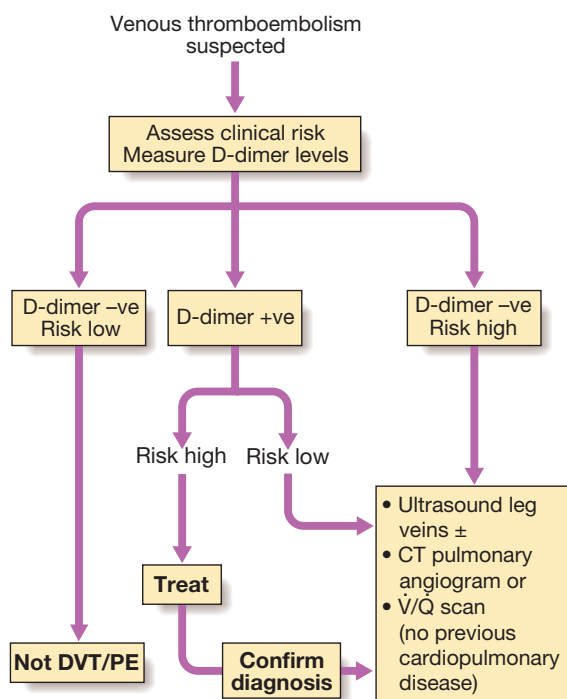 Venous thromboembolism
suspected
Assess clinical risk
Measure D-dimer levels
D-dimer –ve
Risk low
D-dimer +ve
D-dimer –ve
Risk high
Risk high
Risk low
Treat
Not DVT/PE
Confirm
diagnosis
• Ultrasound leg
veins ±
• CT pulmonary
angiogram or
• V̇/Q̇ scan
(no previous
cardiopulmonary
disease)